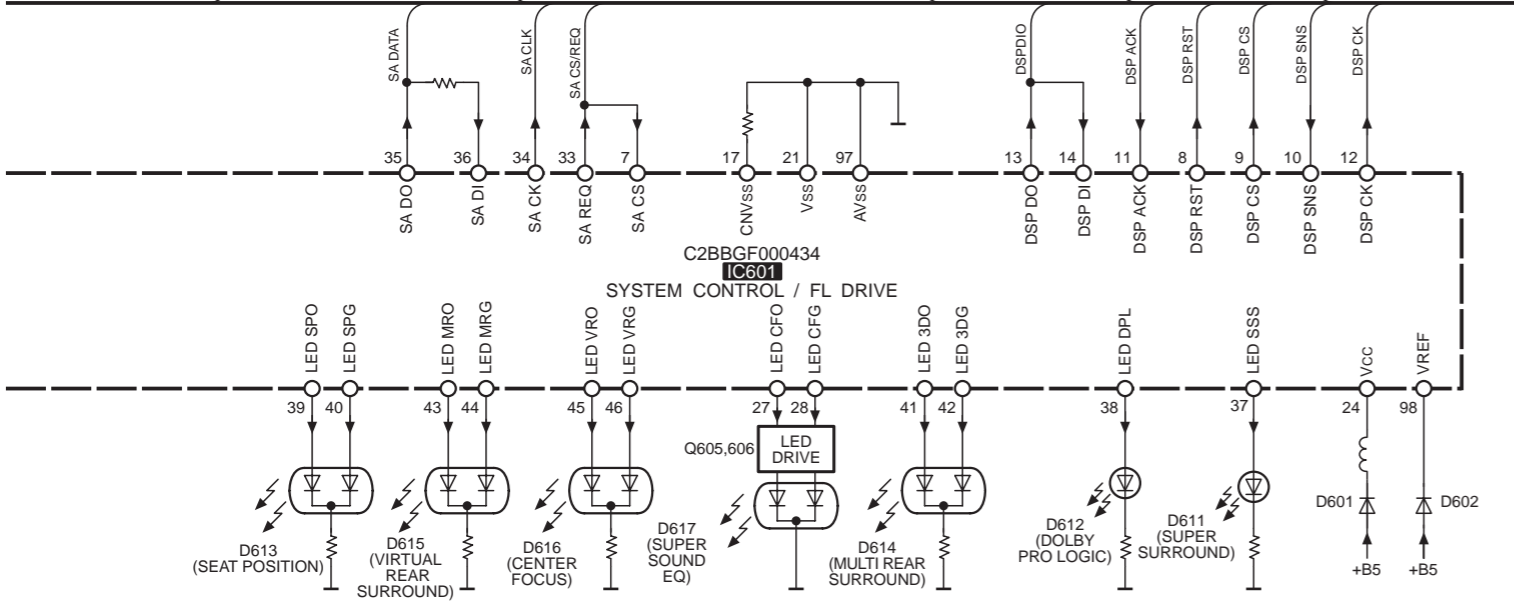 SA DATA
SA CLK
SA CS/REQ
DSPDIO
DSP ACK
DSP RST
DSP CS
DSP SNS
DSP CK
35
36
34
33
7
17
21
97
13
14
11
8
9
10
12
SA DO
SA DI
SA CK
SA REQ
SA CS
CNVSS
VSS
AVSS
DSP DO
DSP DI
DSP ACK
DSP RST
DSP CS
DSP SNS
DSP CK
C2BBGF000434
IC601
SYSTEM CONTROL / FL DRIVE
LED SPO
LED SPG
LED MRO
LED MRG
LED VRO
LED VRG
LED CFO
LED CFG
LED 3DO
LED 3DG
LED DPL
LED SSS
VCC
VREF
39
40
43
44
45
46
27
28
41
42
38
37
24
98
Q605,606
LED
DRIVE
D613
(SEAT POSITION)
D615
(VIRTUAL
REAR
SURROUND)
D616
(CENTER
FOCUS)
D617
(SUPER
SOUND
EQ)
D614
(MULTI REAR
SURROUND)
D612
(DOLBY
PRO LOGIC)
D611
(SUPER
SURROUND)
D601
D602
+B5
+B5